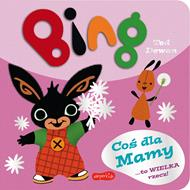 Bing
Ted
Dewan
Coś dla
Mamy
...to WIELKA
rzecz!